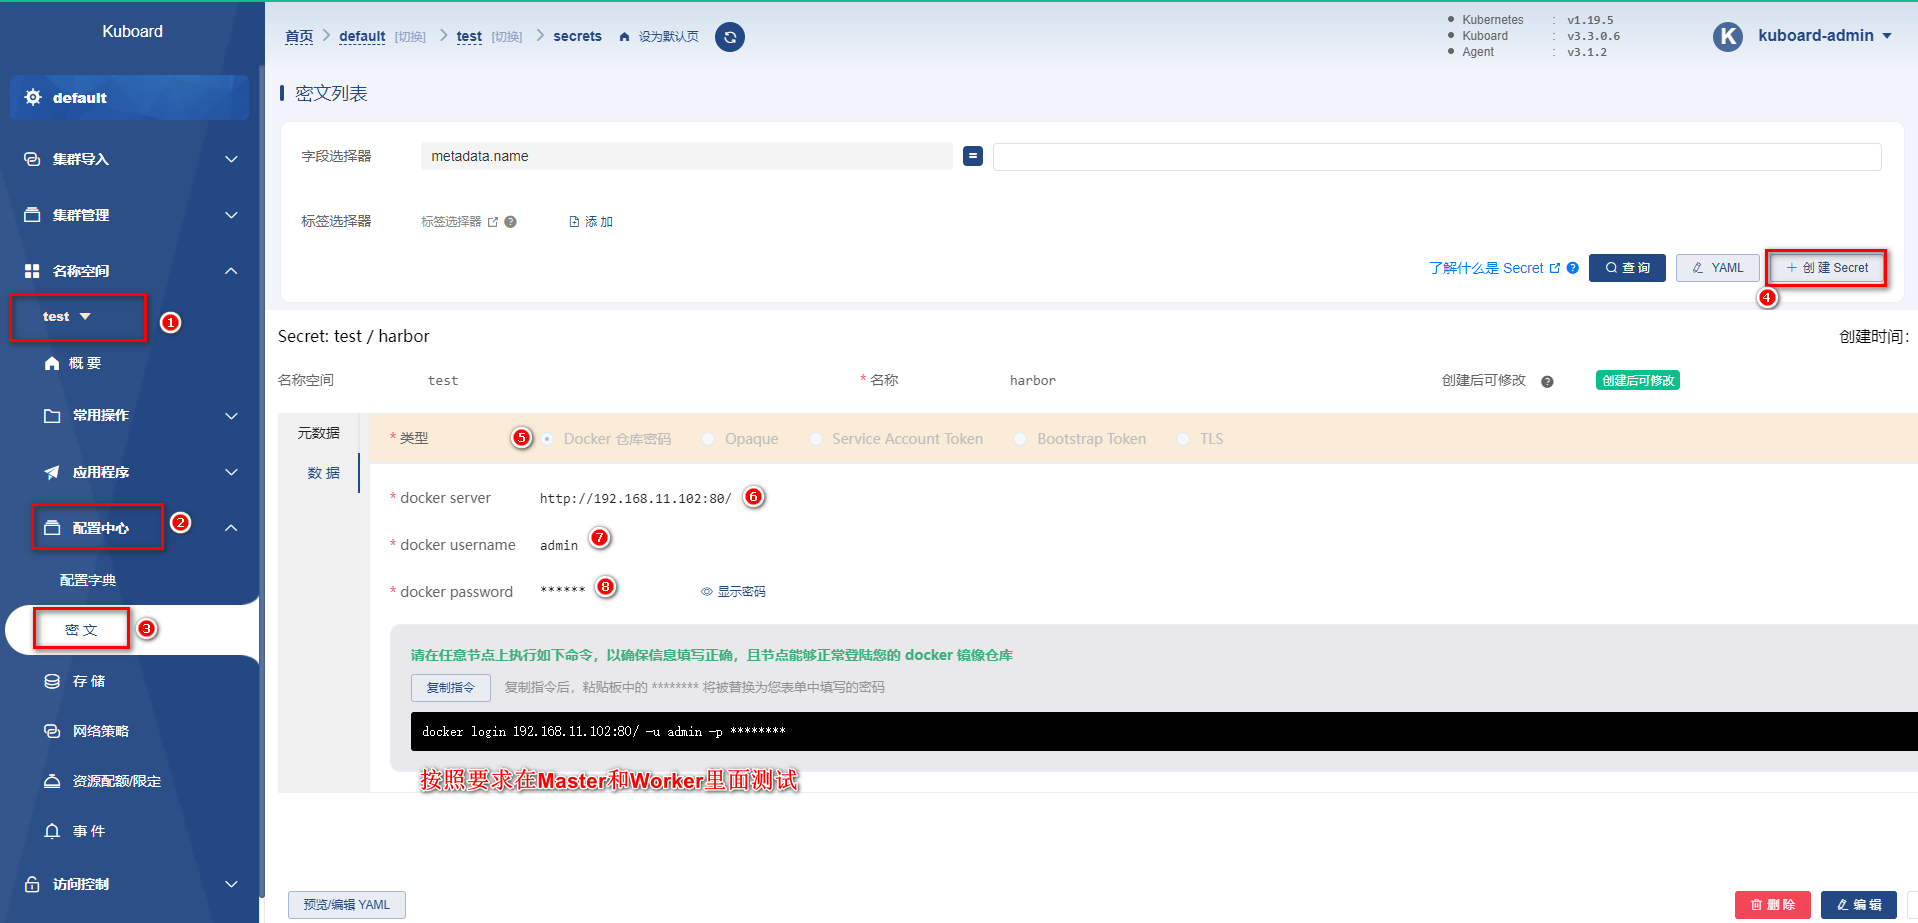 Kuboard
首页 default [切换] test [切换] secrets 设为默认页
Kubernetes : v1.19.5
Kuboard : v3.3.0.6
Agent : v3.1.2
K kuboard-admin
default
密文列表
集群导入
字段选择器 metadata.name =
集群管理
标签选择器 标签选择器 添 加
名称空间
了解什么是 Secret 查 询 YAML + 创 建 Secret
4
test 1
Secret: test / harbor 创建时间:
概 要
名称空间 test * 名称 harbor 创建后可修改 创建后可修改
常用操作
元数据
* 类型 5 Docker 仓库密码 Opaque Service Account Token Bootstrap Token TLS
应用程序
数 据
* docker server http://192.168.11.102:80/ 6
配置中心 2
* docker username admin 7
配置字典
* docker password ****** 8 显示密码
密 文 3
请在任意节点上执行如下命令，以确保信息填写正确，且节点能够正常登陆您的 docker 镜像仓库
存 储
复制指令 复制指令后，粘贴板中的 ******** 将被替换为您表单中填写的密码
网络策略
docker login 192.168.11.102:80/ -u admin -p ********
资源配额/限定
按照要求在Master和Worker里面测试
事 件
访问控制
预览/编辑 YAML 删 除 编 辑